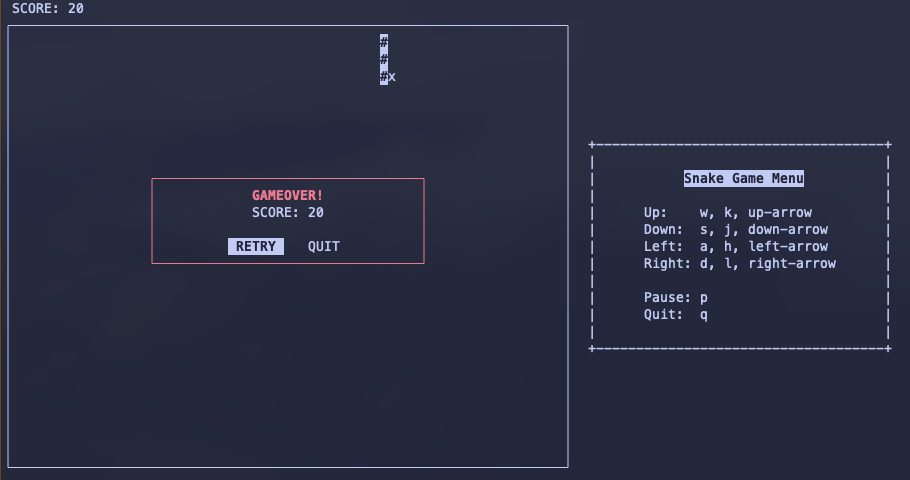 SCORE: 20
#
#
#x
GAMEOVER!
SCORE: 20
RETRY QUIT
Snake Game Menu
Up: w, k, up-arrow
Down: s, j, down-arrow
Left: a, h, left-arrow
Right: d, l, right-arrow
Pause: p
Quit: q